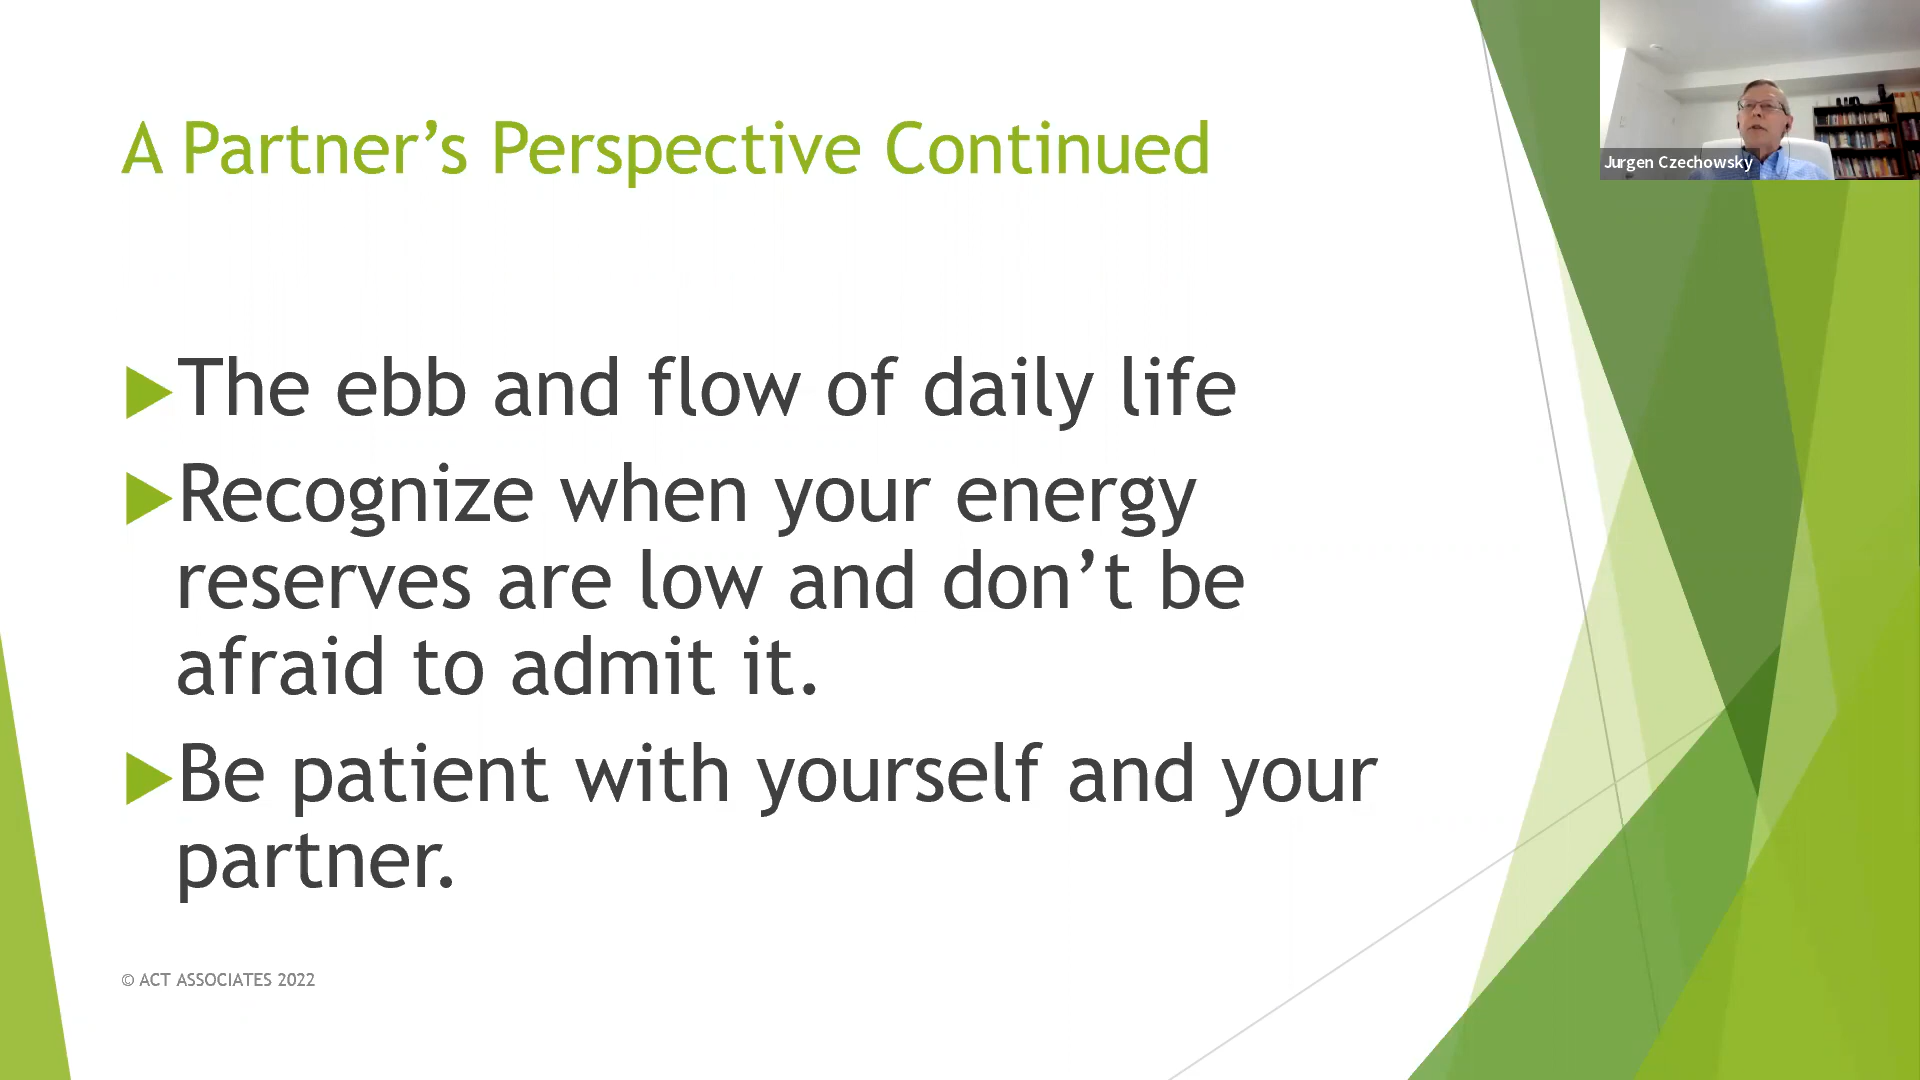 A Partner’s Perspective Continued
Jurgen Czechowsky
The ebb and flow of daily life
Recognize when your energy
reserves are low and don’t be
afraid to admit it.
Be patient with yourself and your
partner.
© ACT ASSOCIATES 2022